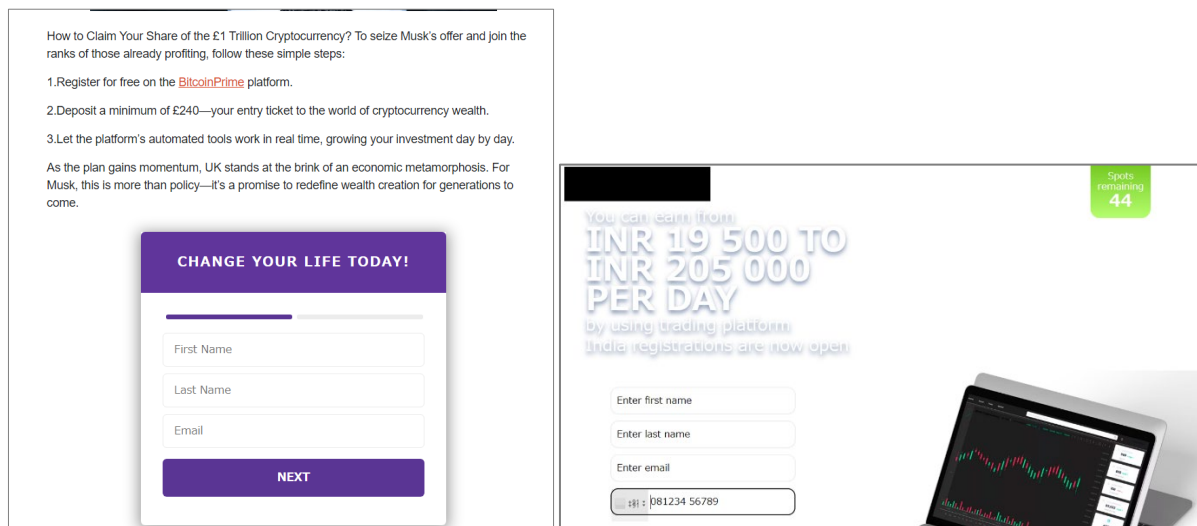 How to Claim Your Share of the £1 Trillion Cryptocurrency? To seize Musk's offer and join the
ranks of those already profiting, follow these simple steps:
1.Register for free on the BitcoinPrime platform.
2.Deposit a minimum of £240—your entry ticket to the world of cryptocurrency wealth.
3.Let the platform's automated tools work in real time, growing your investment day by day.
As the plan gains momentum, UK stands at the brink of an economic metamorphosis. For
Musk, this is more than policy—it's a promise to redefine wealth creation for generations to
come.
CHANGE YOUR LIFE TODAY!
First Name
Last Name
Email
NEXT
Spots
remaining
44
You can earn from
INR 19 500 TO
INR 205 000
PER DAY
by using trading platform
India registrations are now open
Enter first name
Enter last name
Enter email
081234 56789